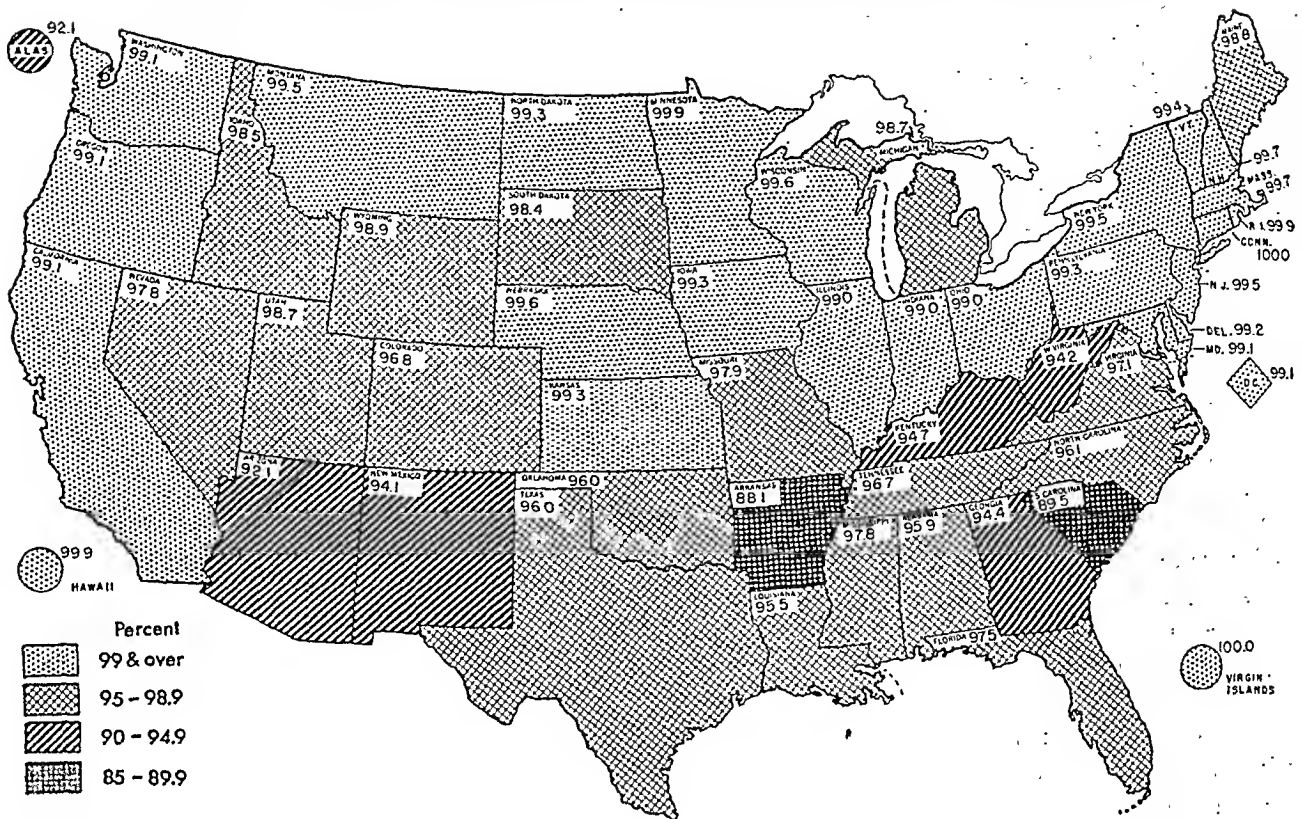 92.1
ALAS
WASHINGTON
99.1
OREGON
99.1
CALIFORNIA
99.1
IDAHO
98.5
NEVADA
97.8
MONTANA
99.5
WYOMING
98.9
UTAH
98.7
COLORADO
96.8
ARIZONA
92.1
NEW MEXICO
94.1
NORTH DAKOTA
99.3
SOUTH DAKOTA
98.4
NEBRASKA
99.6
KANSAS
99.3
OKLAHOMA 96.0
TEXAS
96.0
MINNESOTA
99.9
IOWA
99.3
MISSOURI
97.9
ARKANSAS
88.1
LOUISIANA
95.5
WISCONSIN
99.6
ILLINOIS
99.0
98.7
MICHIGAN
INDIANA
99.0
OHIO
99.0
KENTUCKY
94.7
TENNESSEE
96.7
MISSISSIPPI
97.8
ALABAMA
95.9
GEORGIA
94.4
FLORIDA 97.5
S CAROLINA
89.5
NORTH CAROLINA
96.1
VIRGINIA
94.2
VIRGINIA
97.1
PENNSYLVANIA
99.3
NEW YORK
99.5
99.4
VT.
MAINE
98.8
99.7
N.H.
MASS.
99.7
R.I. 99.9
CONN.
100.0
N.J. 99.5
DEL. 99.2
MD. 99.1
D.C.
99.1
99.9
HAWAII
100.0
VIRGIN
ISLANDS
Percent
99 & over
95 – 98.9
90 – 94.9
85 – 89.9